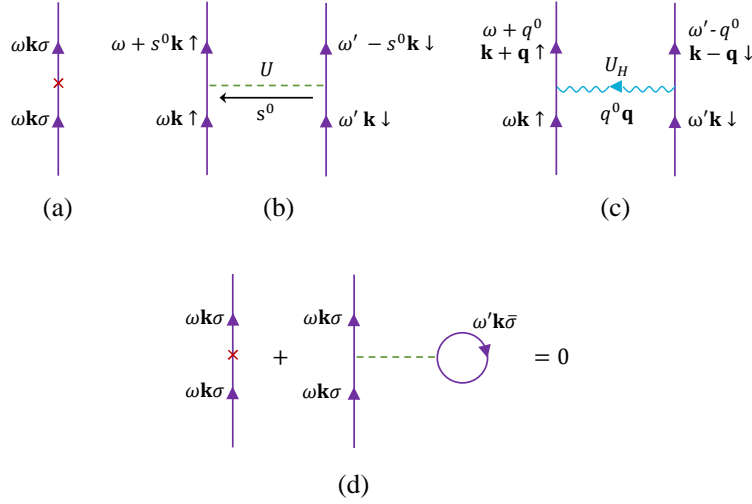 ω𝐤σ
ω𝐤σ
(a)
ω + s⁰𝐤 ↑
ω′ − s⁰𝐤 ↓
U
s⁰
ω𝐤 ↑
ω′ 𝐤 ↓
(b)
ω + q⁰
𝐤 + 𝐪 ↑
ω′- q⁰
𝐤 − 𝐪 ↓
U_H
q⁰𝐪
ω𝐤 ↑
ω′𝐤 ↓
(c)
ω𝐤σ
ω𝐤σ
+
ω𝐤σ
ω𝐤σ
ω′𝐤σ̄
= 0
(d)